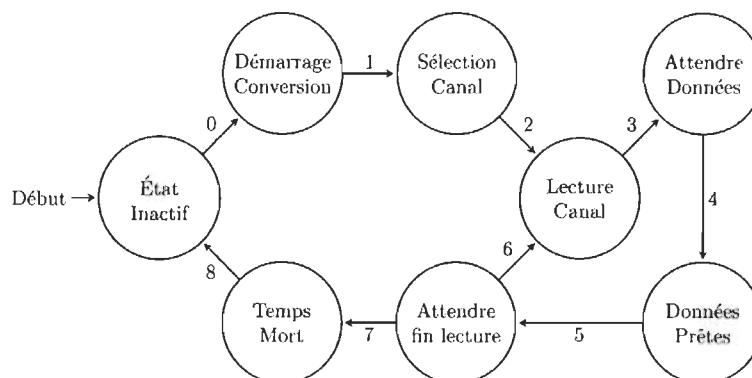 Démarrage
Conversion
1
Sélection
Canal
Attendre
Données
0
2
3
Début
État
Inactif
Lecture
Canal
4
8
6
Temps
Mort
7
Attendre
fin lecture
5
Données
Prêtes